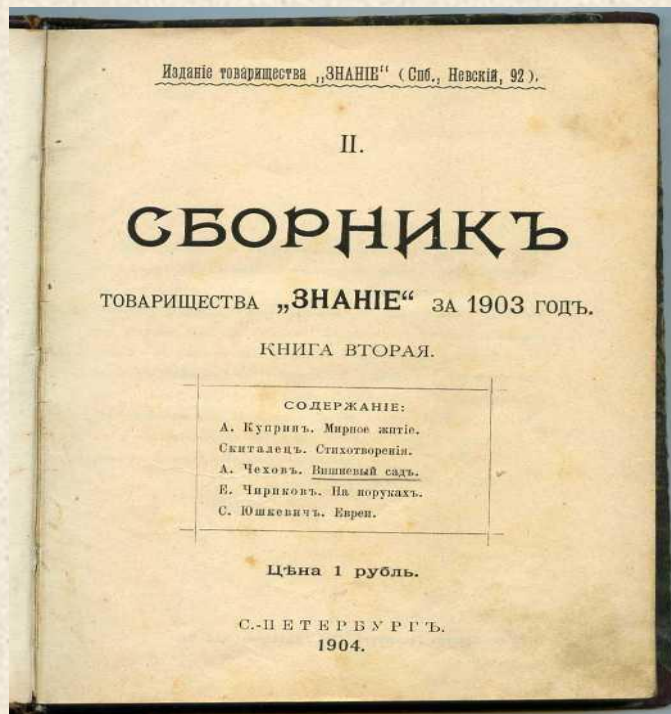 Изданіе товарищества „ЗНАНІЕ“ (Спб., Невскій, 92).
II.
СБОРНИКЪ
ТОВАРИЩЕСТВА „ЗНАНІЕ“ ЗА 1903 ГОДЪ.
КНИГА ВТОРАЯ.
СОДЕРЖАНІЕ:
А. Купринъ. Мирное житіе.
Скиталецъ. Стихотворенія.
А. Чеховъ. Вишневый садъ.
Е. Чириковъ. На порукахъ.
С. Юшкевичъ. Евреи.
Цѣна 1 рубль.
С.-ПЕТЕРБУРГЪ.
1904.